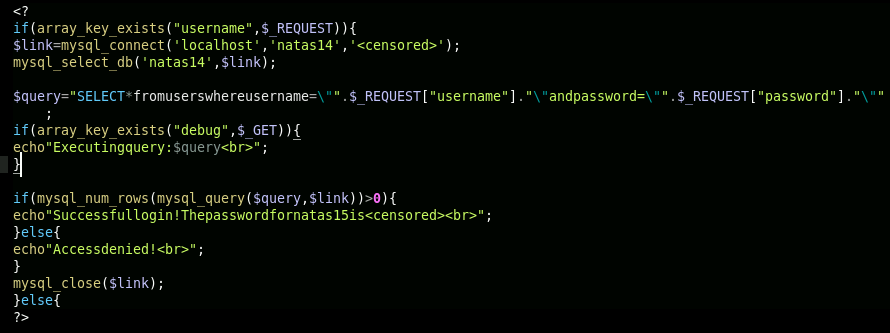 <?
if(array_key_exists("username",$_REQUEST)){
$link=mysql_connect('localhost','natas14','<censored>');
mysql_select_db('natas14',$link);
$query="SELECT*fromuserswhereusername=\"".$_REQUEST["username"]."\"andpassword=\"".$_REQUEST["password"]."\""
;
if(array_key_exists("debug",$_GET)){
echo"Executingquery:$query<br>";
}
if(mysql_num_rows(mysql_query($query,$link))>0){
echo"Successfullogin!Thepasswordfornatas15is<censored><br>";
}else{
echo"Accessdenied!<br>";
}
mysql_close($link);
}else{
?>